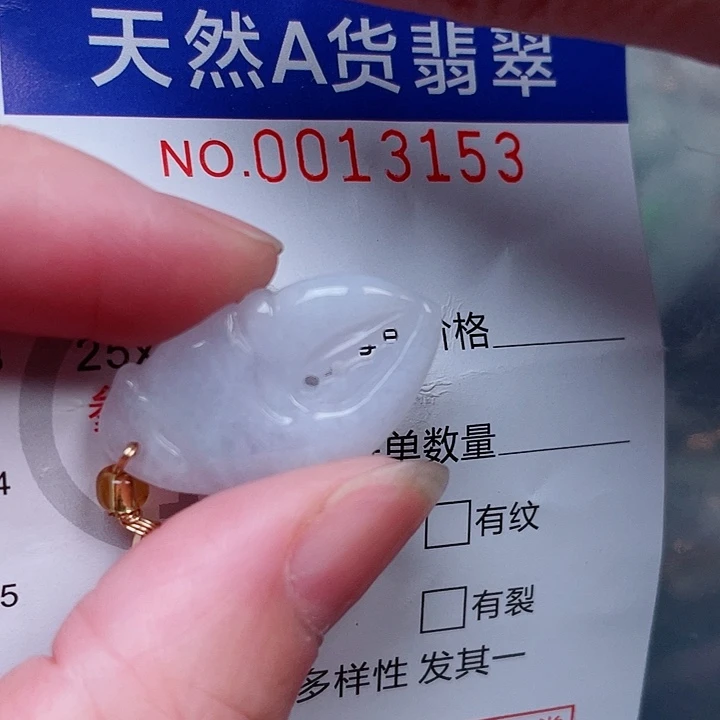 天然A货翡翠
NO.0013153
25×
价格
单数量
4
有纹
5
有裂
多样性 发其一